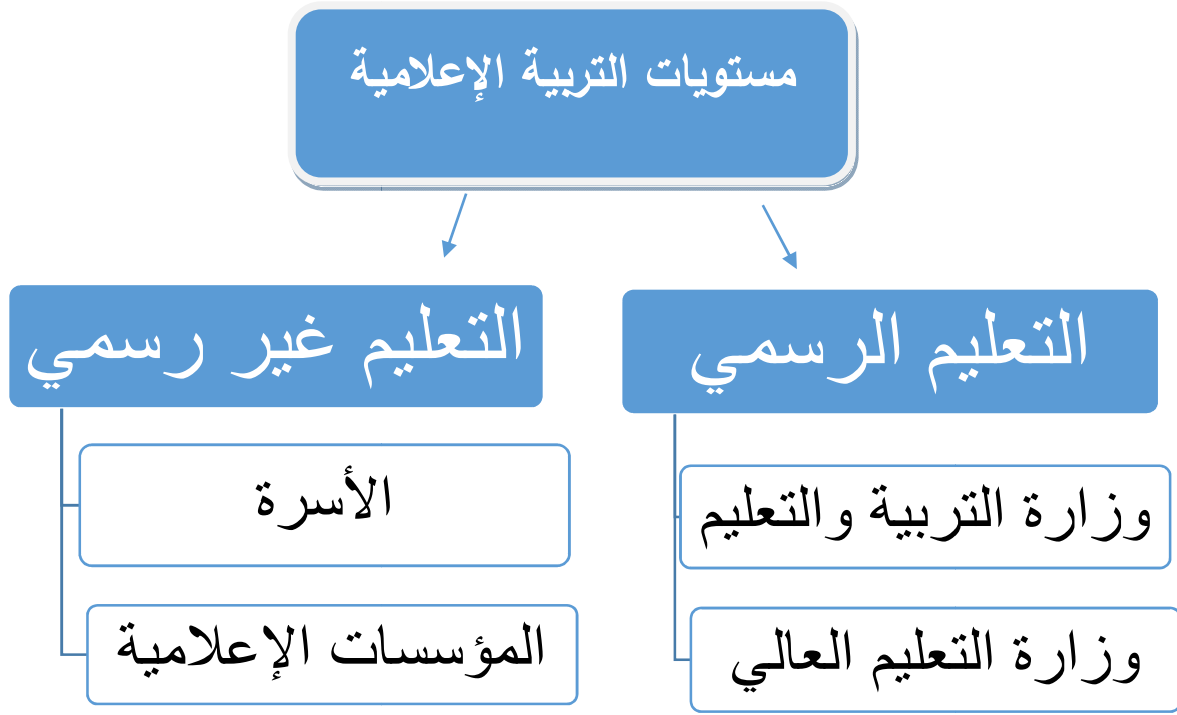 مستويات التربية الإعلامية
التعليم الرسمي
وزارة التربية والتعليم
وزارة التعليم العالي
التعليم غير رسمي
الأسرة
المؤسسات الإعلامية